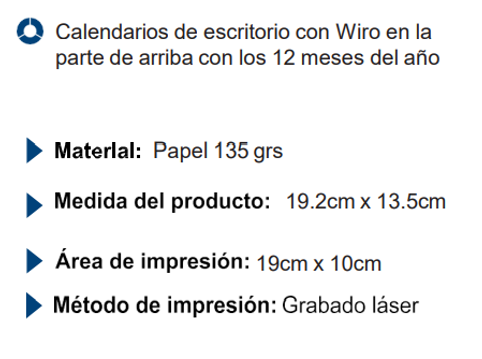 Calendarios de escritorio con Wiro en la
parte de arriba con los 12 meses del año
Materlal: Papel 135 grs
Medida del producto: 19.2cm x 13.5cm
Área de impresión: 19cm x 10cm
Método de impresión: Grabado láser